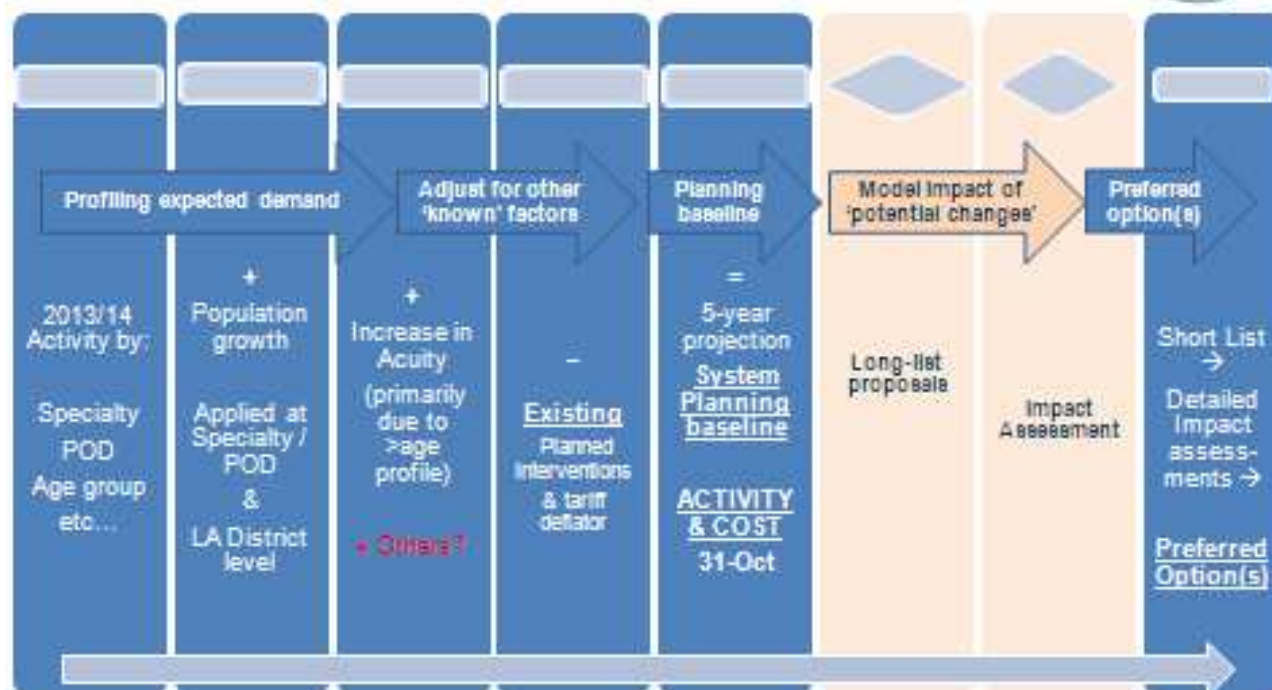 Profiling expected demand
Adjust for other
'known' factors
Planning
baseline
Model impact of
'potential changes'
Preferred
option(s)
2013/14
Activity by:
Specialty
POD
Age group
etc...
+
Population
growth
Applied at
Specialty /
POD
&
LA District
level
+
Increase in
Acuity
(primarily
due to
>age
profile)
+ Others?
–
Existing
Planned
Interventions
& tariff
deflator
=
5-year
projection
System
Planning
baseline
ACTIVITY
& COST
31-Oct
Long-list
proposals
Impact
Assessment
Short List
→
Detailed
Impact
assess-
ments →
Preferred
Option(s)